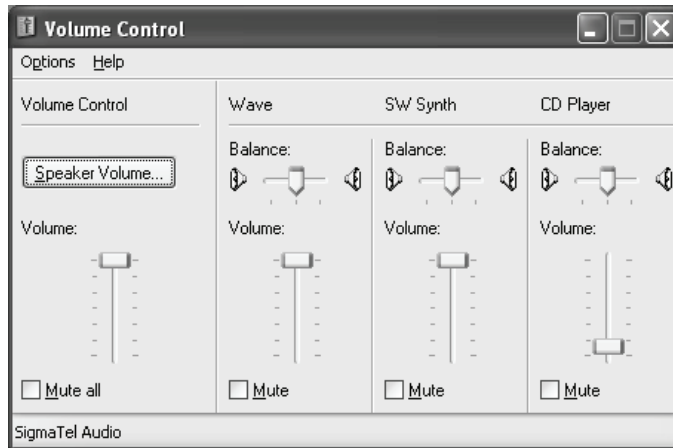 Volume Control
Options Help
Volume Control
Speaker Volume...
Volume:
Mute all
Wave
Balance:
Volume:
Mute
SW Synth
Balance:
Volume:
Mute
CD Player
Balance:
Volume:
Mute
SigmaTel Audio